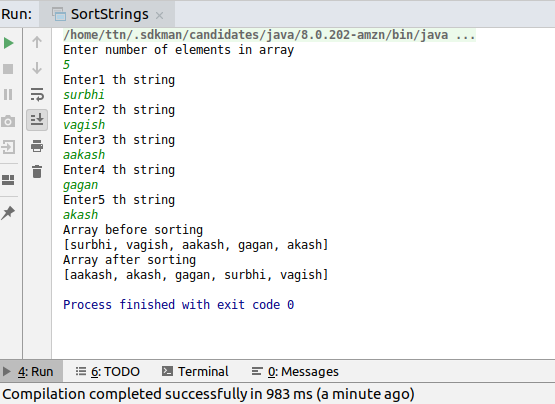 Run: SortStrings
/home/ttn/.sdkman/candidates/java/8.0.202-amzn/bin/java ...
Enter number of elements in array
5
Enter1 th string
surbhi
Enter2 th string
vagish
Enter3 th string
aakash
Enter4 th string
gagan
Enter5 th string
akash
Array before sorting
[surbhi, vagish, aakash, gagan, akash]
Array after sorting
[aakash, akash, gagan, surbhi, vagish]
Process finished with exit code 0
4: Run 6: TODO Terminal 0: Messages
Compilation completed successfully in 983 ms (a minute ago)